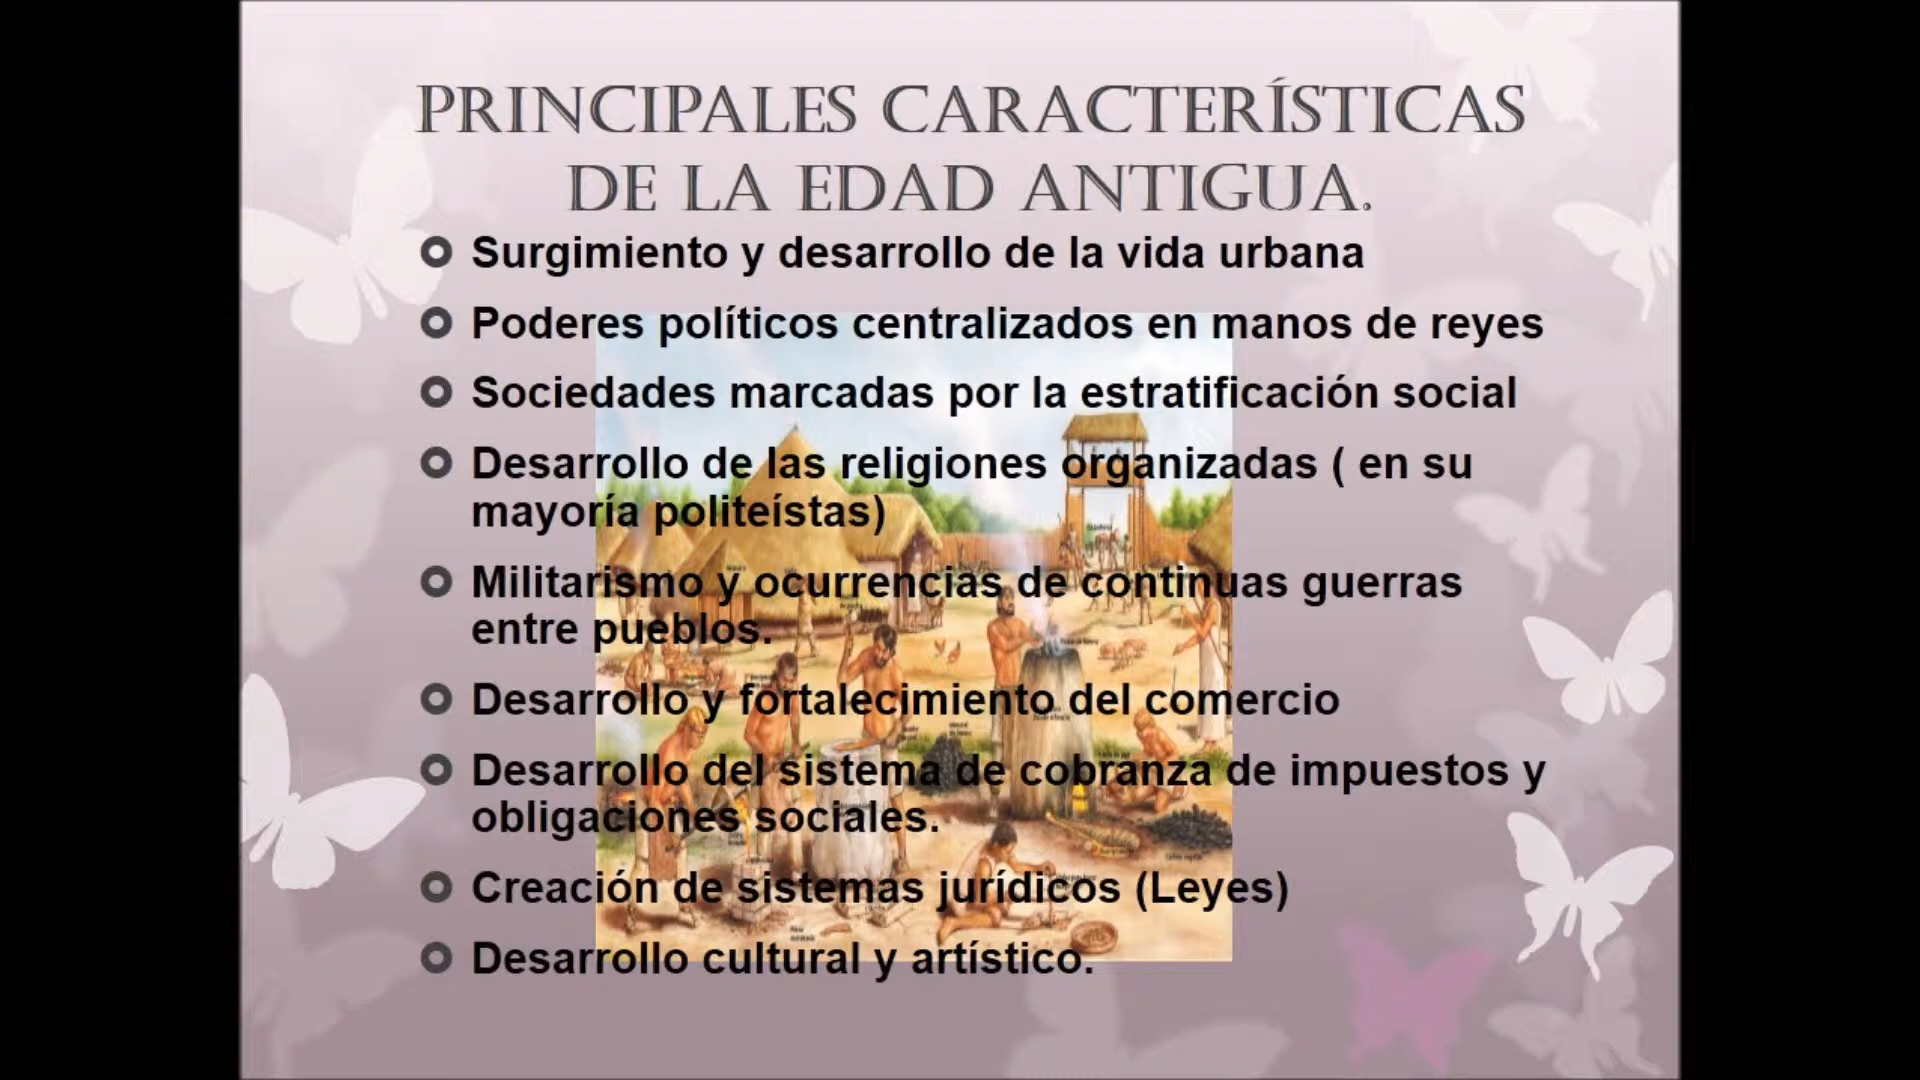 PRINCIPALES CARACTERÍSTICAS
DE LA EDAD ANTIGUA.
Surgimiento y desarrollo de la vida urbana
Poderes políticos centralizados en manos de reyes
Sociedades marcadas por la estratificación social
Desarrollo de las religiones organizadas ( en su
mayoría politeístas)
Militarismo y ocurrencias de continuas guerras
entre pueblos.
Desarrollo y fortalecimiento del comercio
Desarrollo del sistema de cobranza de impuestos y
obligaciones sociales.
Creación de sistemas jurídicos (Leyes)
Desarrollo cultural y artístico.